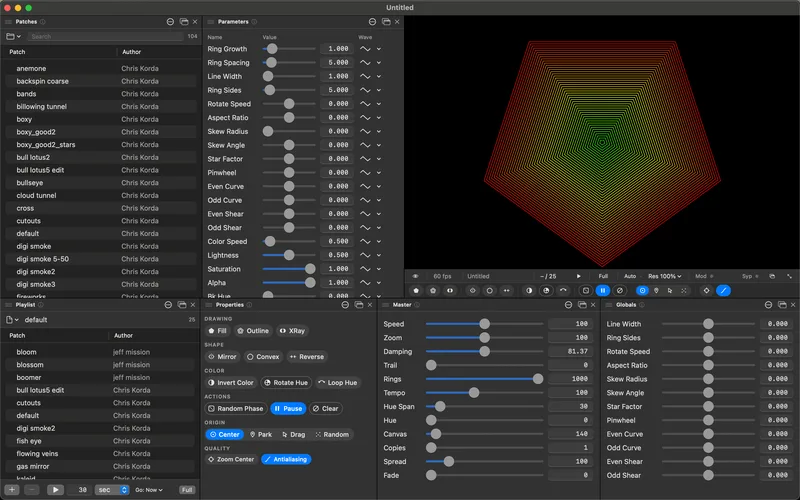 Untitled
Patches
Search
104
Patch Author
anemone Chris Korda
backspin coarse Chris Korda
bands Chris Korda
billowing tunnel Chris Korda
boxy Chris Korda
boxy_good2 Chris Korda
boxy_good2_stars Chris Korda
bull lotus2 Chris Korda
bull lotus5 edit Chris Korda
bullseye Chris Korda
cloud tunnel Chris Korda
cross Chris Korda
cutouts Chris Korda
default Chris Korda
digi smoke Chris Korda
digi smoke 5-50 Chris Korda
digi smoke2 Chris Korda
digi smoke3 Chris Korda
fireworks Chris Korda
Parameters
Name Value Wave
Ring Growth 1.000
Ring Spacing 5.000
Line Width 1.000
Ring Sides 5.000
Rotate Speed 0.000
Aspect Ratio 0.000
Skew Radius 0.000
Skew Angle 0.000
Star Factor 0.000
Pinwheel 0.000
Even Curve 0.000
Odd Curve 0.000
Even Shear 0.000
Odd Shear 0.000
Color Speed 0.500
Lightness 0.500
Saturation 1.000
Alpha 1.000
Bk Hue 0.000
60 fps Untitled – / 25 Full Auto Res 100% Mod Syp
Playlist
default 25
Patch Author
bloom jeff mission
blossom jeff mission
boomer jeff mission
bull lotus5 edit Chris Korda
cutouts Chris Korda
default Chris Korda
digi smoke2 Chris Korda
fish eye Chris Korda
flowing veins Chris Korda
gas mirror Chris Korda
kaleid Chris Korda
30 sec Go: Now Full
Properties
DRAWING
Fill Outline XRay
SHAPE
Mirror Convex Reverse
COLOR
Invert Color Rotate Hue Loop Hue
ACTIONS
Random Phase Pause Clear
ORIGIN
Center Park Drag Random
QUALITY
Zoom Center Antialiasing
Master
Speed 100
Zoom 100
Damping 81.37
Trail 0
Rings 1000
Tempo 100
Hue Span 30
Hue 0
Canvas 140
Copies 1
Spread 100
Fade 0
Globals
Line Width 0.000
Ring Sides 0.000
Rotate Speed 0.000
Aspect Ratio 0.000
Skew Radius 0.000
Skew Angle 0.000
Star Factor 0.000
Pinwheel 0.000
Even Curve 0.000
Odd Curve 0.000
Even Shear 0.000
Odd Shear 0.000